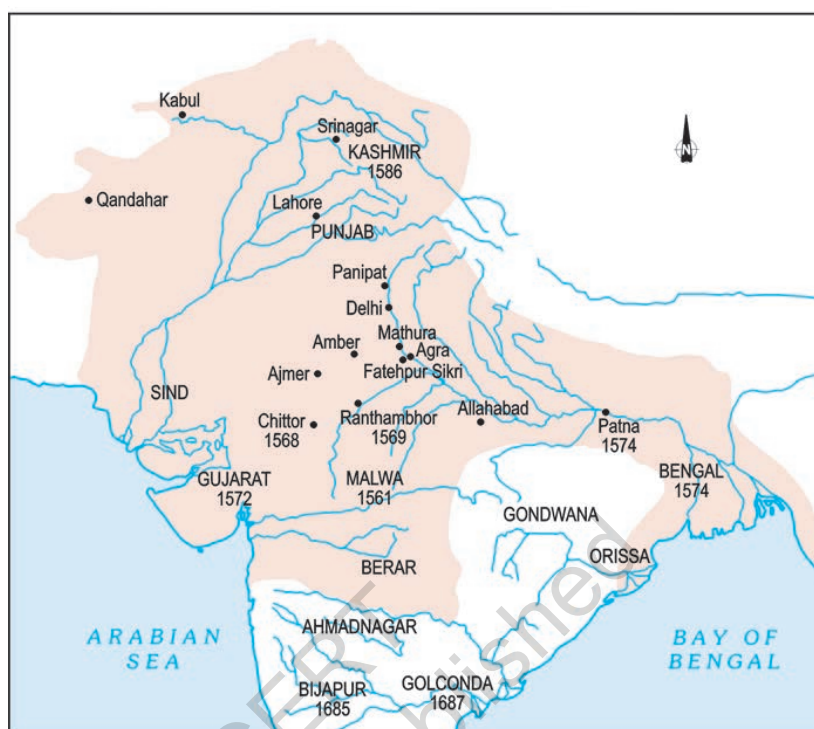 Kabul
Srinagar
KASHMIR
1586
N
Qandahar
Lahore
PUNJAB
Panipat
Delhi
Mathura
Amber
Agra
Fatehpur Sikri
Ajmer
SIND
Ranthambhor
1569
Allahabad
Chittor
1568
Patna
1574
GUJARAT
1572
MALWA
1561
BENGAL
1574
GONDWANA
ORISSA
BERAR
AHMADNAGAR
ARABIAN
SEA
BAY OF
BENGAL
BIJAPUR
1685
GOLCONDA
1687